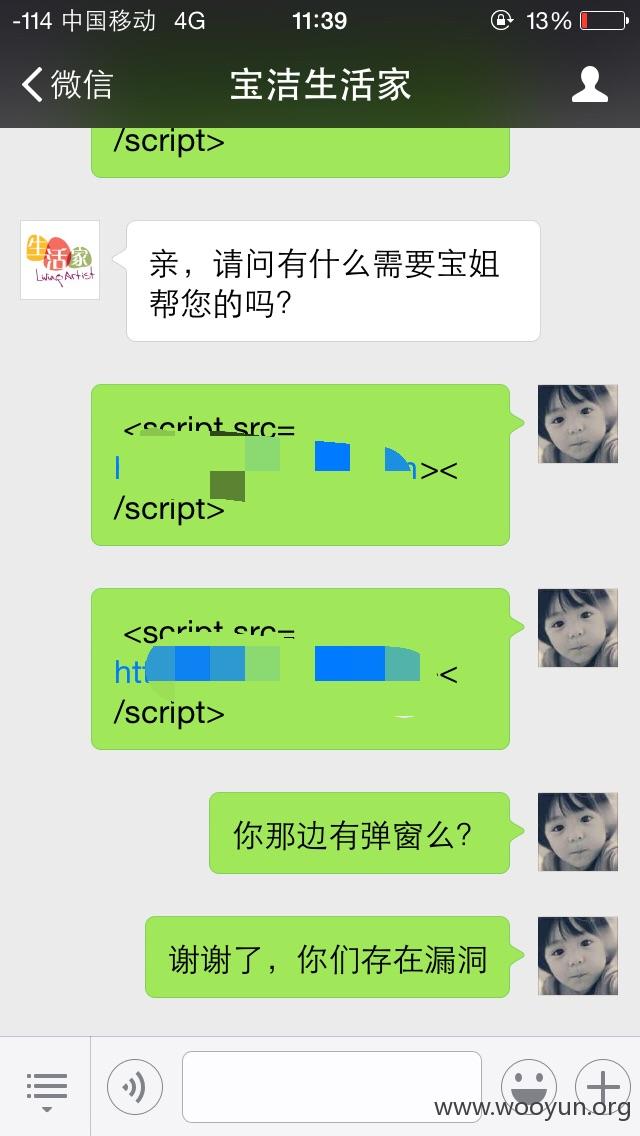 -114 中国移动 4G 11:39 13%
微信 宝洁生活家
/script>
生活家
Living Artist
亲，请问有什么需要宝姐
帮您的吗？
<script src=
><
/script>
<script src=
htt <
/script>
你那边有弹窗么？
谢谢了，你们存在漏洞
www.wooyun.org